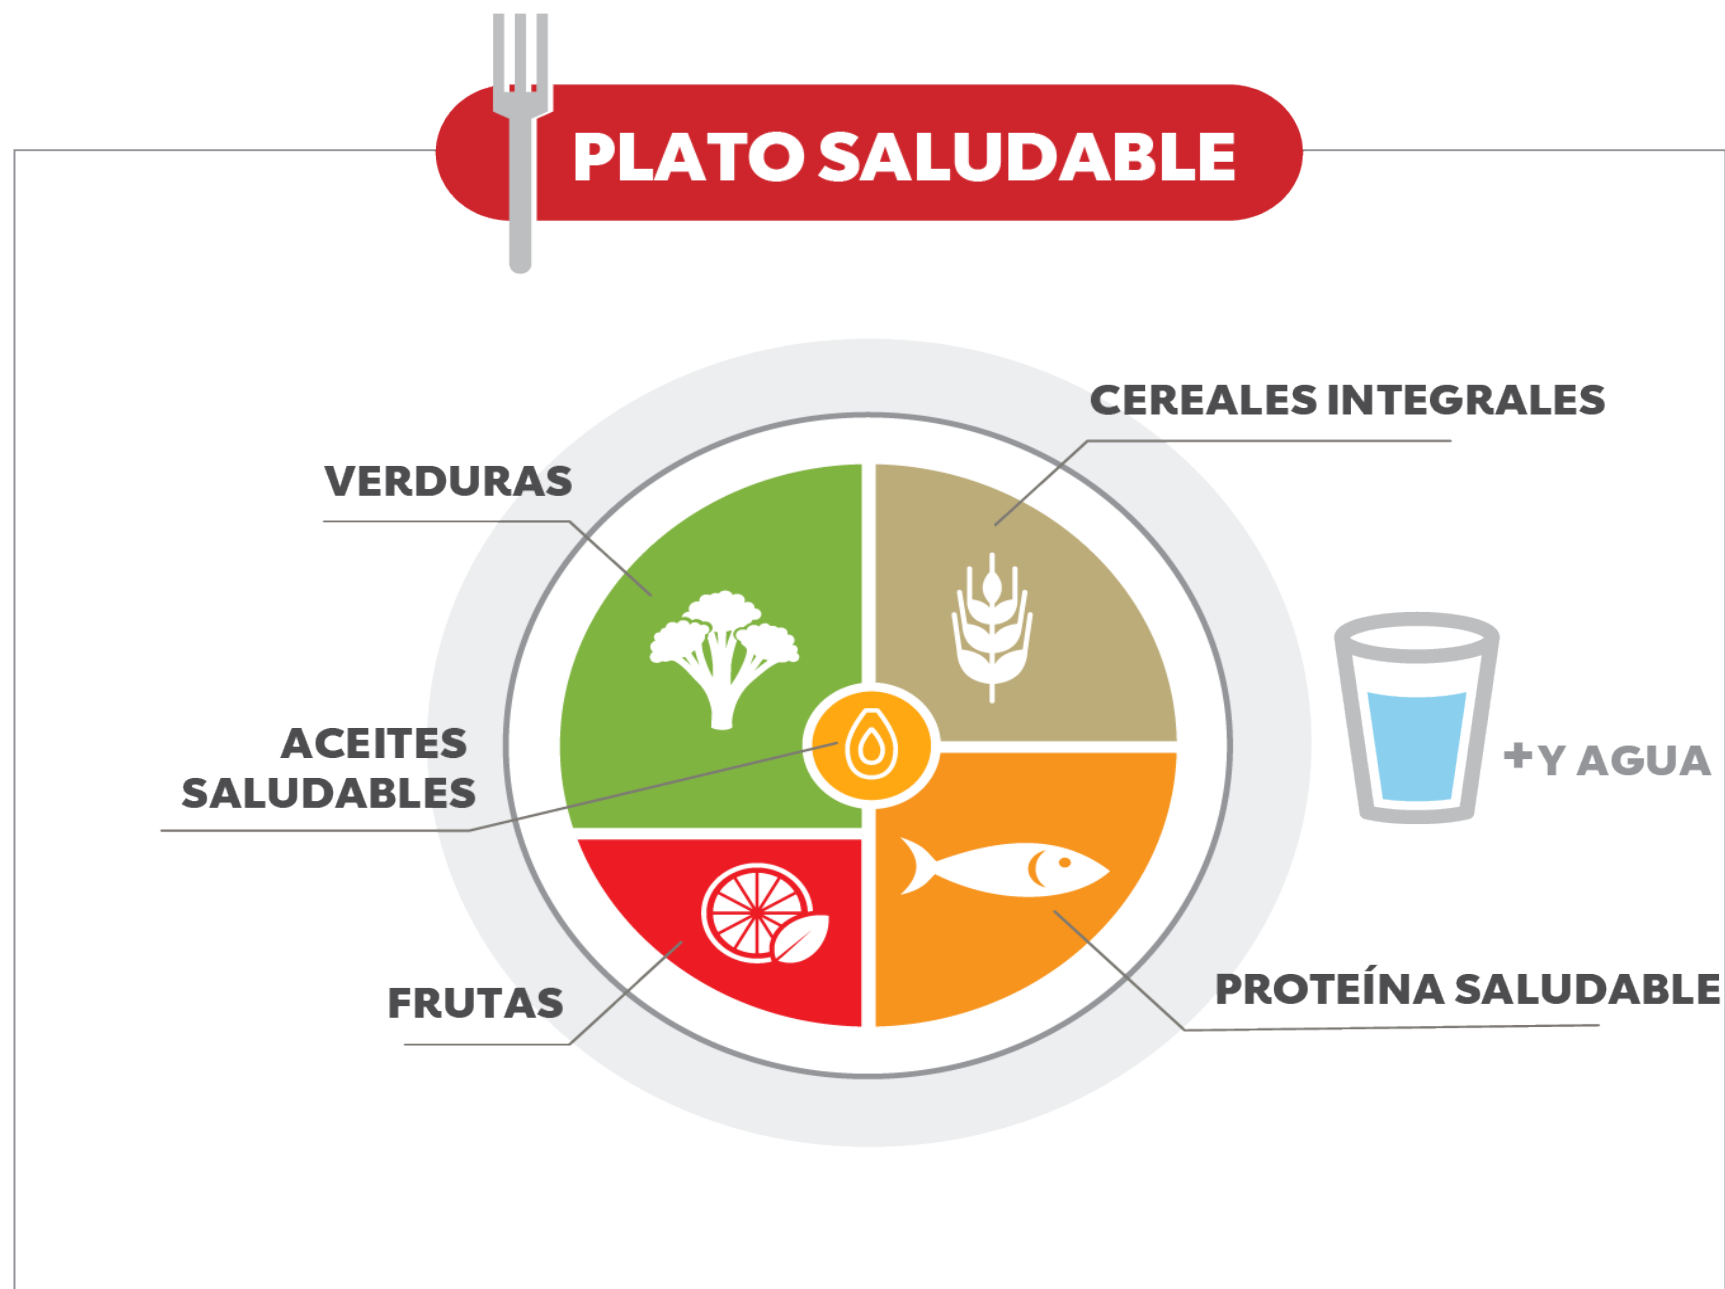 PLATO SALUDABLE
CEREALES INTEGRALES
VERDURAS
ACEITES
SALUDABLES
+Y AGUA
FRUTAS
PROTEÍNA SALUDABLE